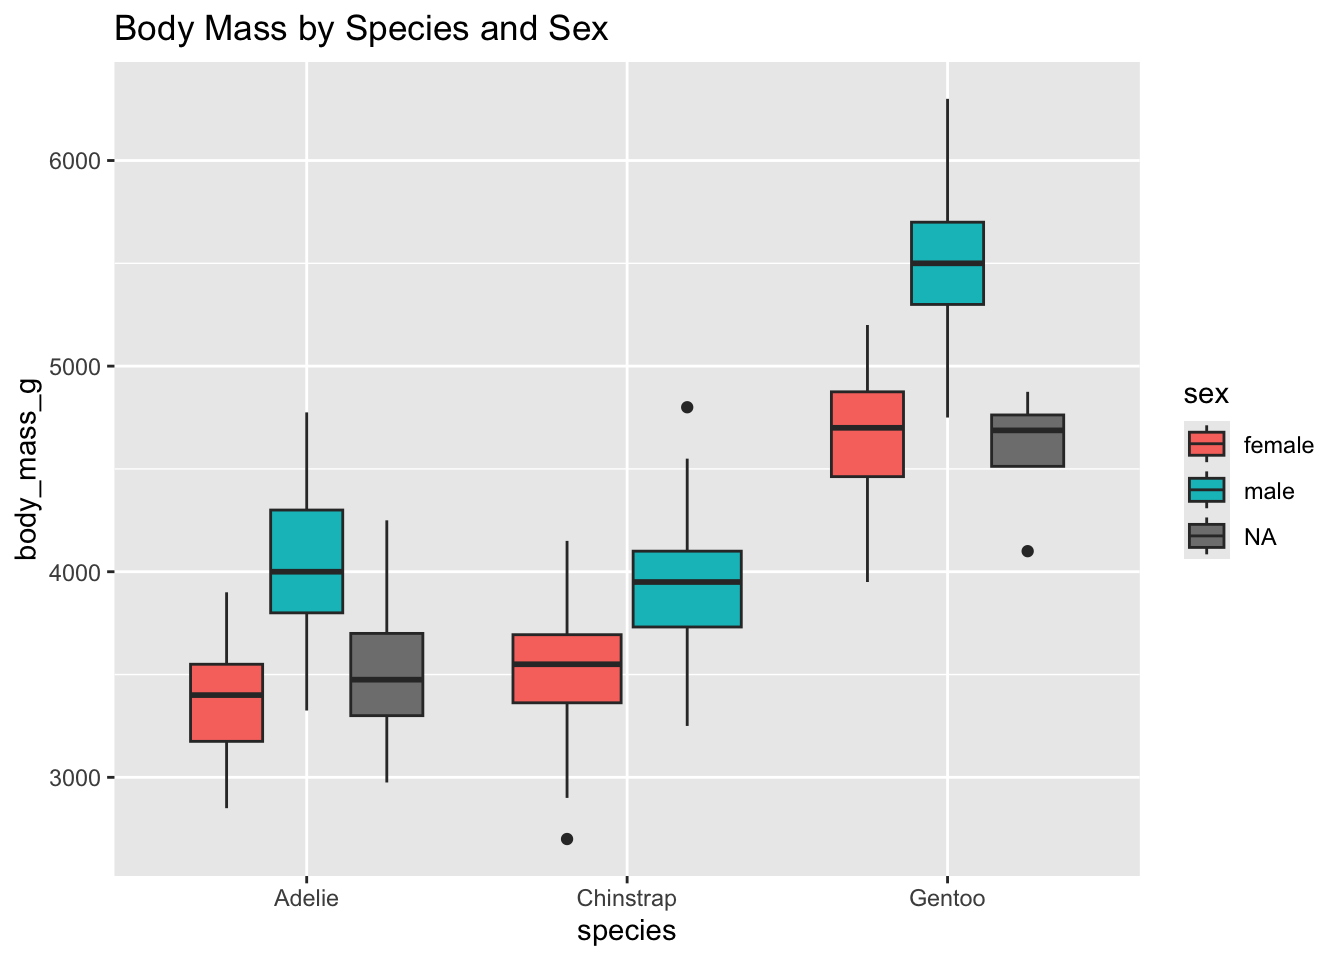 Body Mass by Species and Sex
body_mass_g
6000
5000
4000
3000
Adelie
Chinstrap
Gentoo
species
sex
female
male
NA